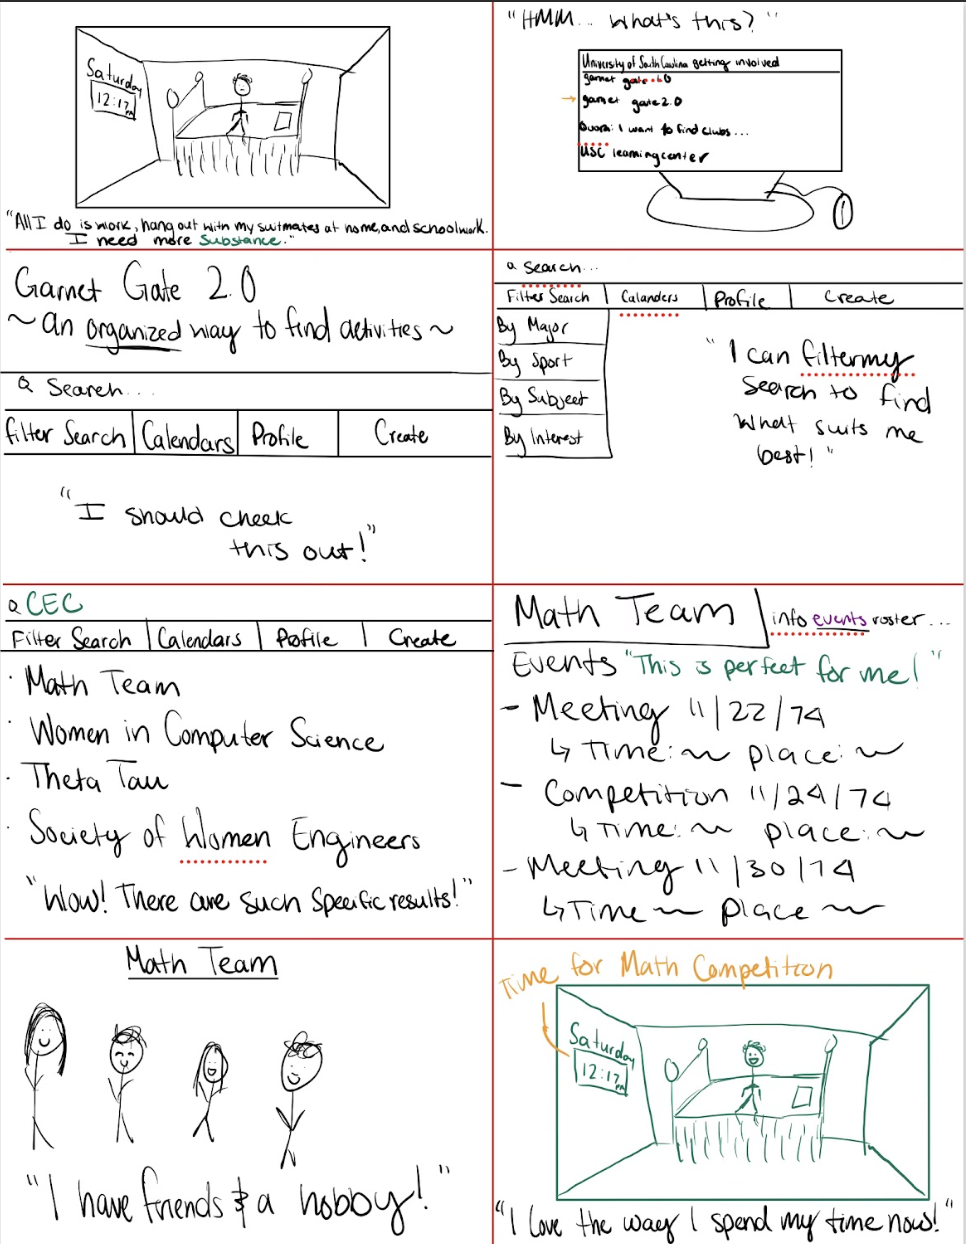 Saturday
12:17
PM
"All I do is work, hang out with my suitmates at home, and schoolwork.
I need more substance."
"HMM... What's this?"
University of South Carolina getting involved
garnet gate 1.0
garnet gate 2.0
Quora: I want to find clubs...
USC learning center
Garnet Gate 2.0
~ an organized way to find activities ~
Search...
Filter Search Calendars Profile Create
"I should check
this out!"
Search...
Filter Search Calanders Profile Create
By Major
By Sport
By Subject
By Interest
"I can filter my
search to find
what suits me
best!"
CEC
Filter Search Calendars Profile Create
· Math Team
· Women in Computer Science
· Theta Tau
· Society of Women Engineers
"Wow! There are such specific results!"
Math Team info events roster...
Events "This is perfect for me!"
- Meeting 11/22/74
↳ Time: ~ place: ~
- Competition 11/24/74
↳ Time: ~ place: ~
- Meeting 11/30/74
↳ Time ~ place ~
Math Team
"I have friends & a hobby!"
Time for Math Competition
Saturday
12:17
PM
"I love the way I spend my time now!"